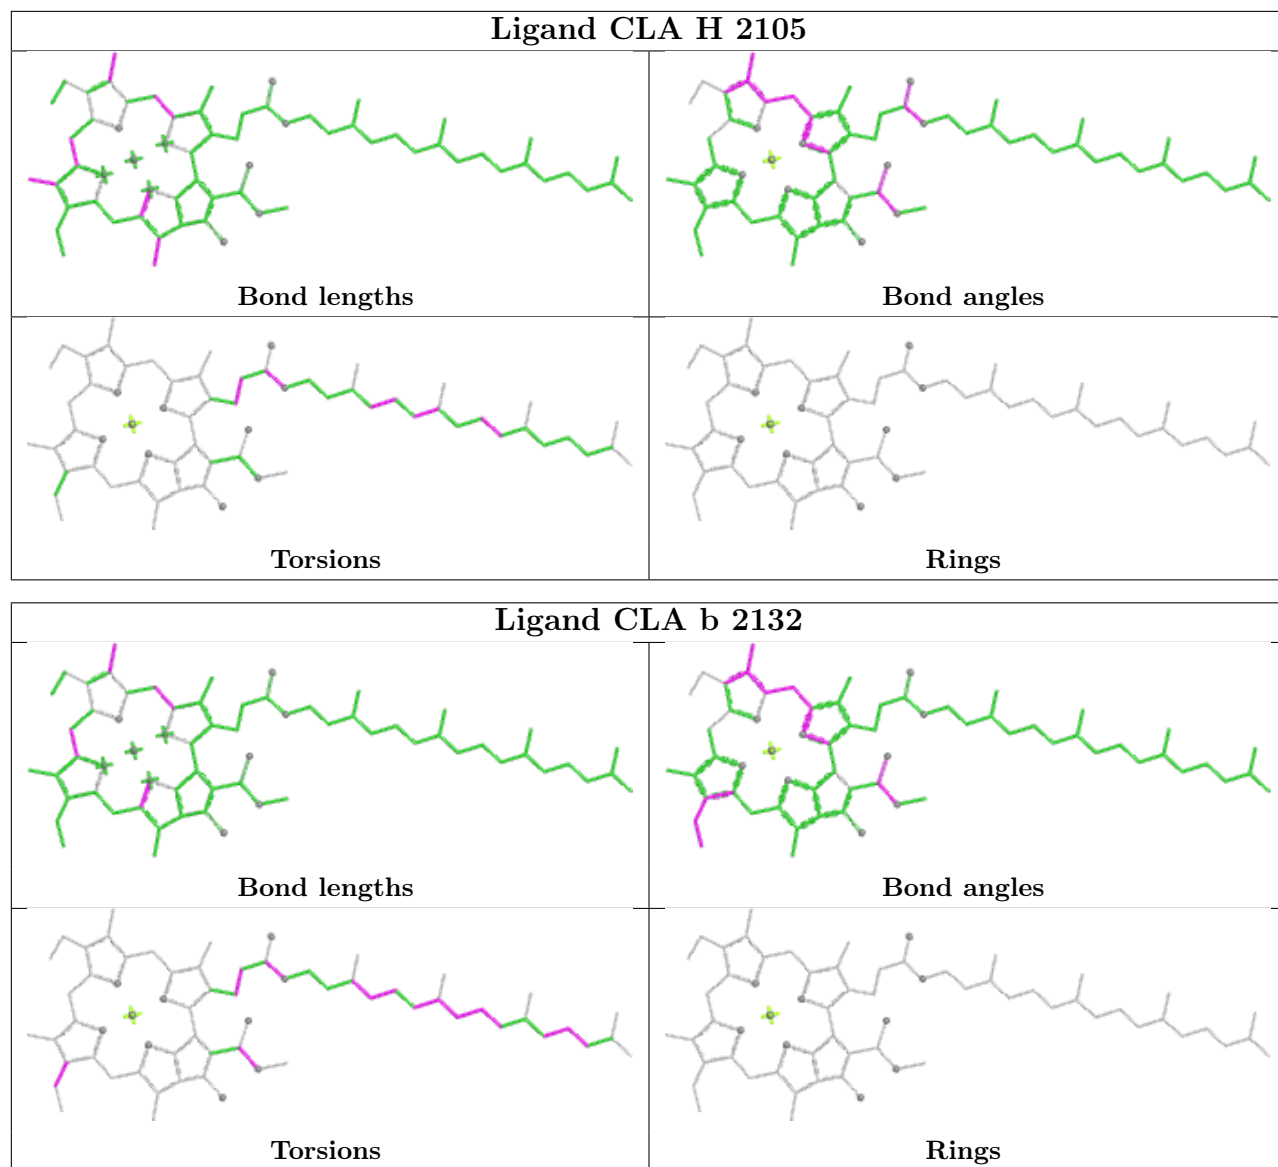 Ligand CLA H 2105
Bond lengths
Bond angles
Torsions
Rings
Ligand CLA b 2132
Bond lengths
Bond angles
Torsions
Rings